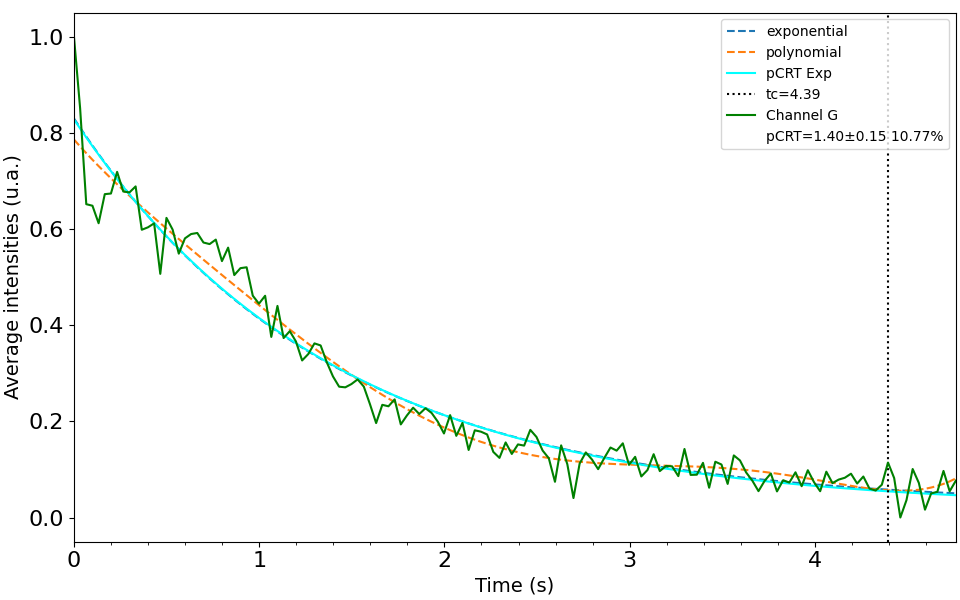 1.0
0.8
0.6
0.4
0.2
0.0
Average intensities (u.a.)
exponential
polynomial
pCRT Exp
tc=4.39
Channel G
pCRT=1.40±0.15 10.77%
0 1 2 3 4
Time (s)